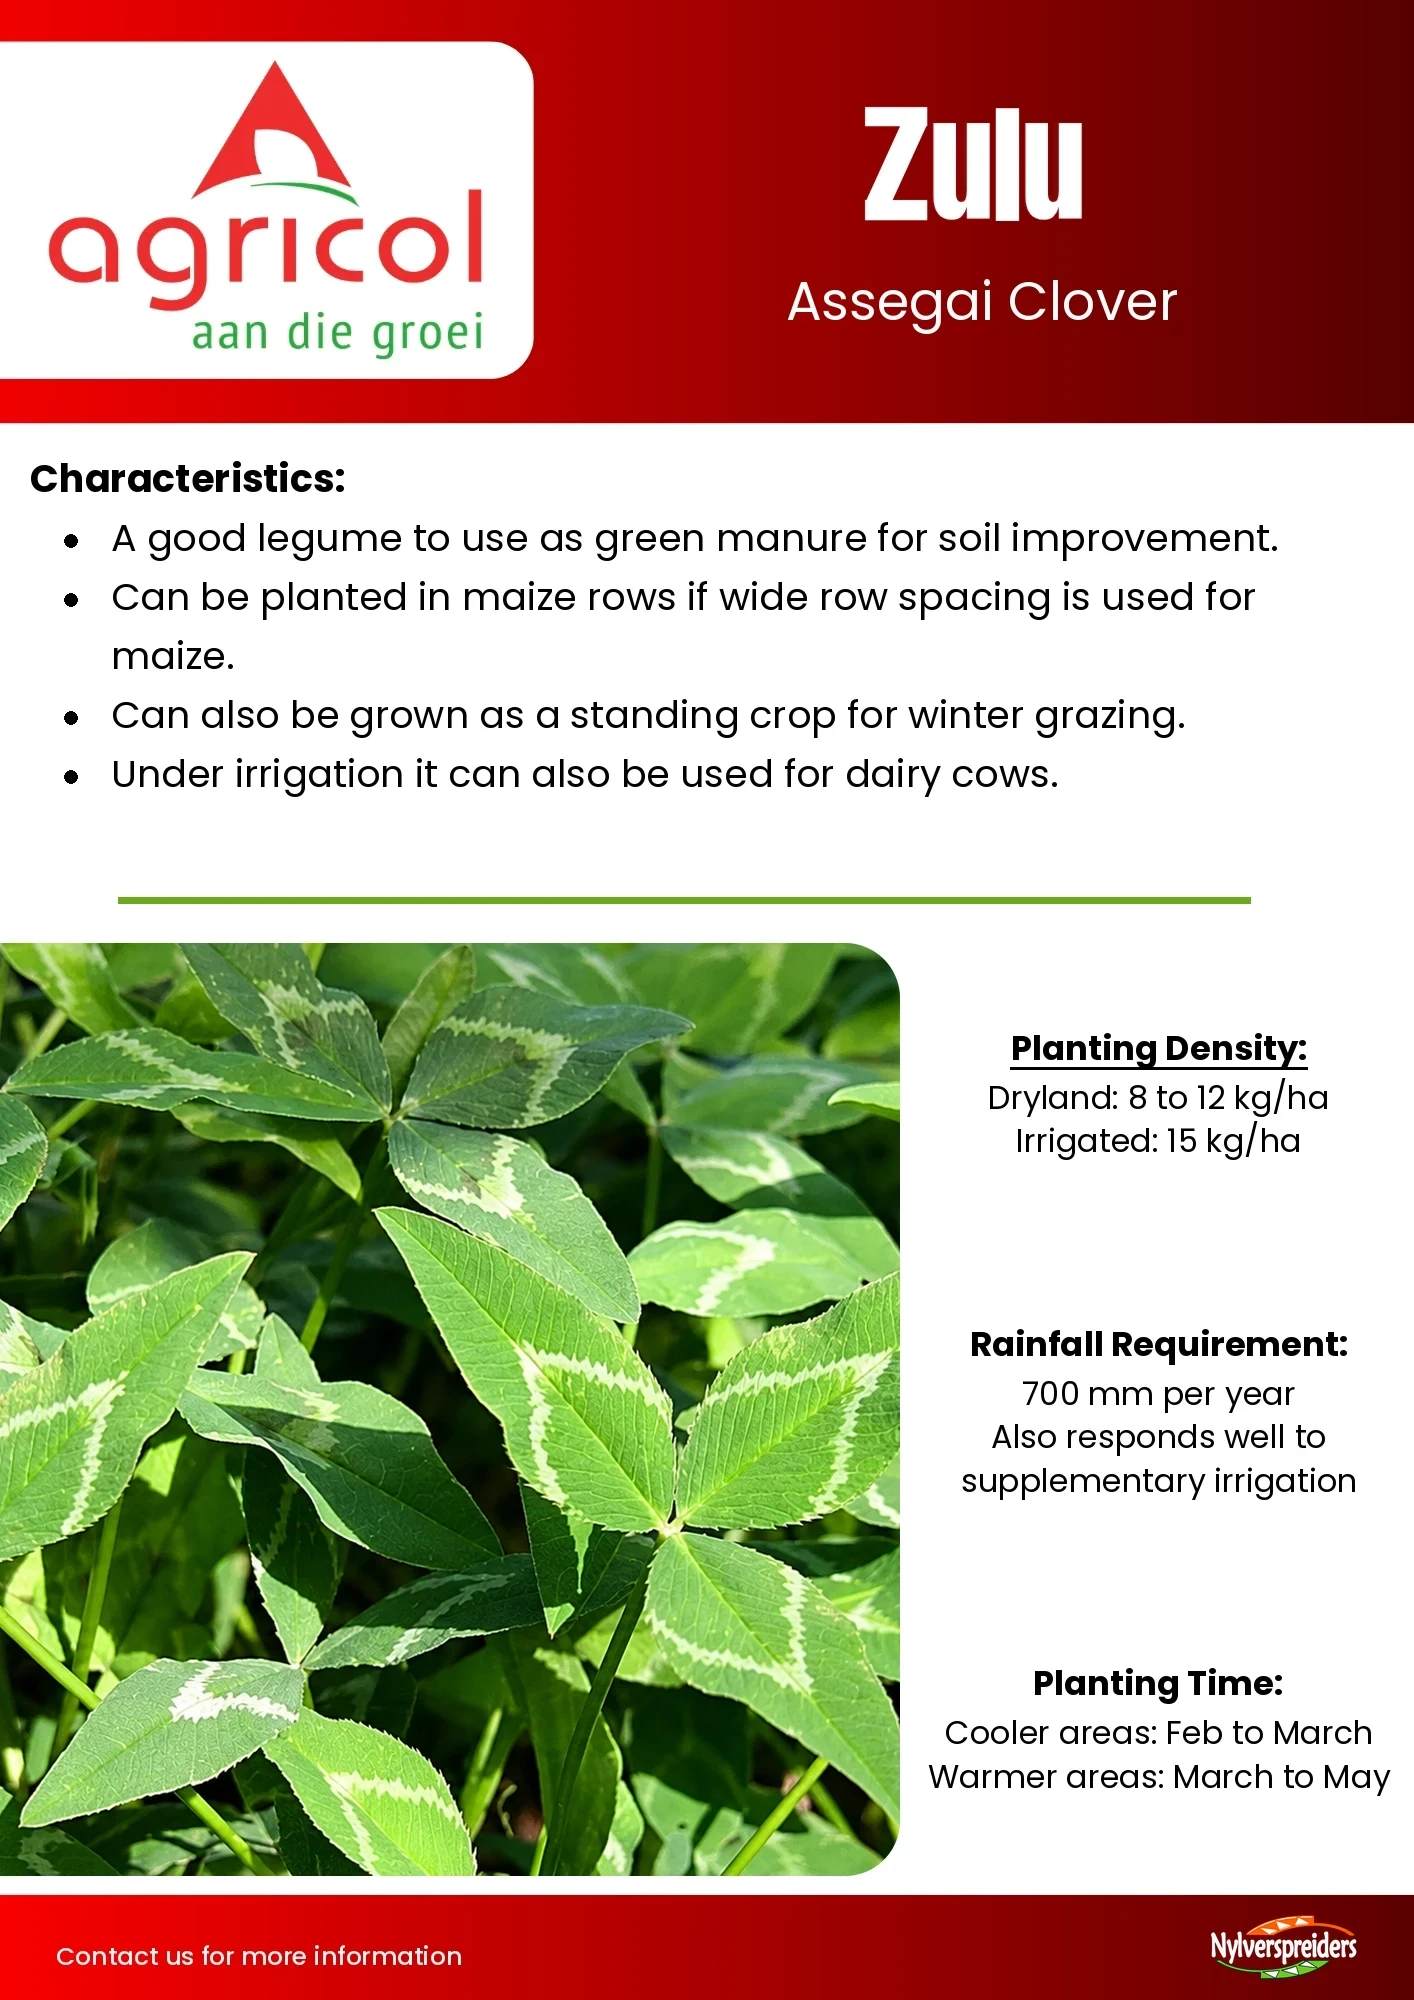 agricol
aan die groei
Zulu
Assegai Clover
Characteristics:
• A good legume to use as green manure for soil improvement.
• Can be planted in maize rows if wide row spacing is used for
maize.
• Can also be grown as a standing crop for winter grazing.
• Under irrigation it can also be used for dairy cows.
Planting Density:
Dryland: 8 to 12 kg/ha
Irrigated: 15 kg/ha
Rainfall Requirement:
700 mm per year
Also responds well to
supplementary irrigation
Planting Time:
Cooler areas: Feb to March
Warmer areas: March to May
Contact us for more information
Nylverspreiders